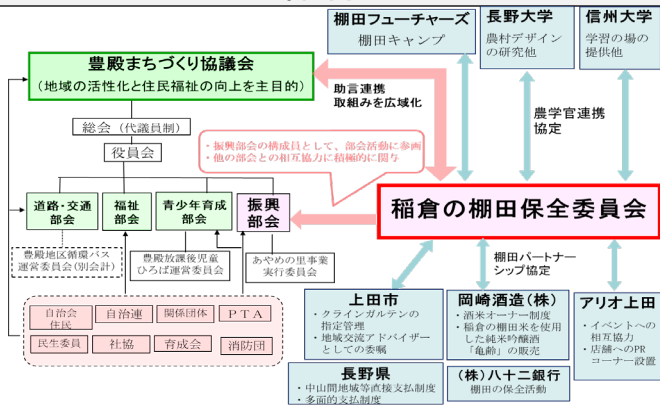 棚田フューチャーズ
棚田キャンプ
長野大学
農村デザイン
の研究他
信州大学
学習の場の
提供他
豊殿まちづくり協議会
(地域の活性化と住民福祉の向上を主目的)
助言連携
取組みを広域化
農学官連携
協定
総会（代議員制）
役員会
・振興部会の構成員として、部会活動に参画
・他の部会との相互協力に積極的に関与
道路・交通
部会
福祉
部会
青少年育成
部会
振興
部会
稲倉の棚田保全委員会
豊殿地区循環バス
運営委員会(別会計)
豊殿放課後児童
ひろば運営委員会
あやめの里事業
実行委員会
棚田パートナー
シップ協定
自治会
住民
自治連
関係団体
ＰＴＡ
民生委員
社協
育成会
消防団
上田市
・クラインガルテンの
指定管理
・地域交流アドバイザー
としての委嘱
岡崎酒造（株）
・酒米オーナー制度
・稲倉の棚田米を使用
した純米吟醸酒
「亀齢」の販売
アリオ上田
・イベントへの
相互協力
・店舗へのPR
コーナー設置
長野県
・中山間地域等直接支払制度
・多面的支払制度
（株）八十二銀行
棚田の保全活動